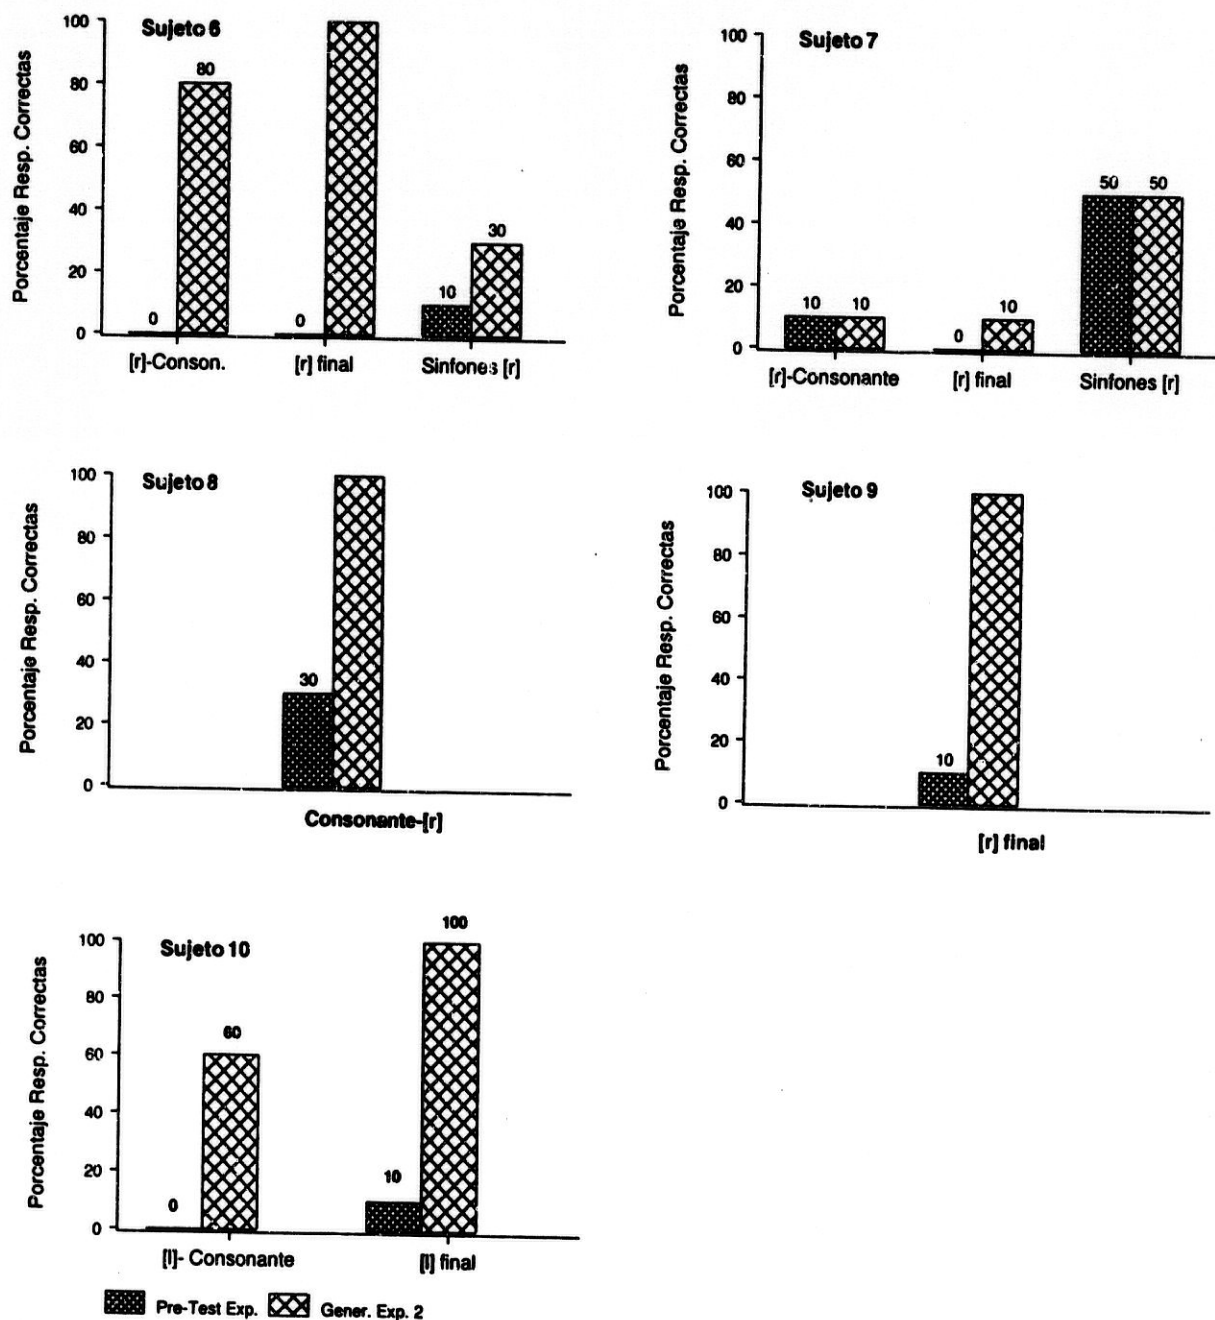 Sujeto 6
Porcentaje Resp. Correctas
100
80
60
40
20
0
0
80
0
10
30
[r]-Conson.
[r] final
Sinfones [r]
Sujeto 7
Porcentaje Resp. Correctas
100
80
60
40
20
0
10
10
0
10
50
50
[r]-Consonante
[r] final
Sinfones [r]
Sujeto 8
Porcentaje Resp. Correctas
100
80
60
40
20
0
30
Consonante-[r]
Sujeto 9
Porcentaje Resp. Correctas
100
80
60
40
20
0
10
[r] final
Sujeto 10
Porcentaje Resp. Correctas
100
80
60
40
20
0
0
60
10
100
[l]- Consonante
[l] final
Pre-Test Exp.
Gener. Exp. 2